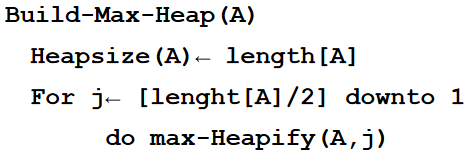 Build-Max-Heap(A)
Heapsize(A)← length[A]
For j← [lenght[A]/2] downto 1
do max-Heapify(A,j)